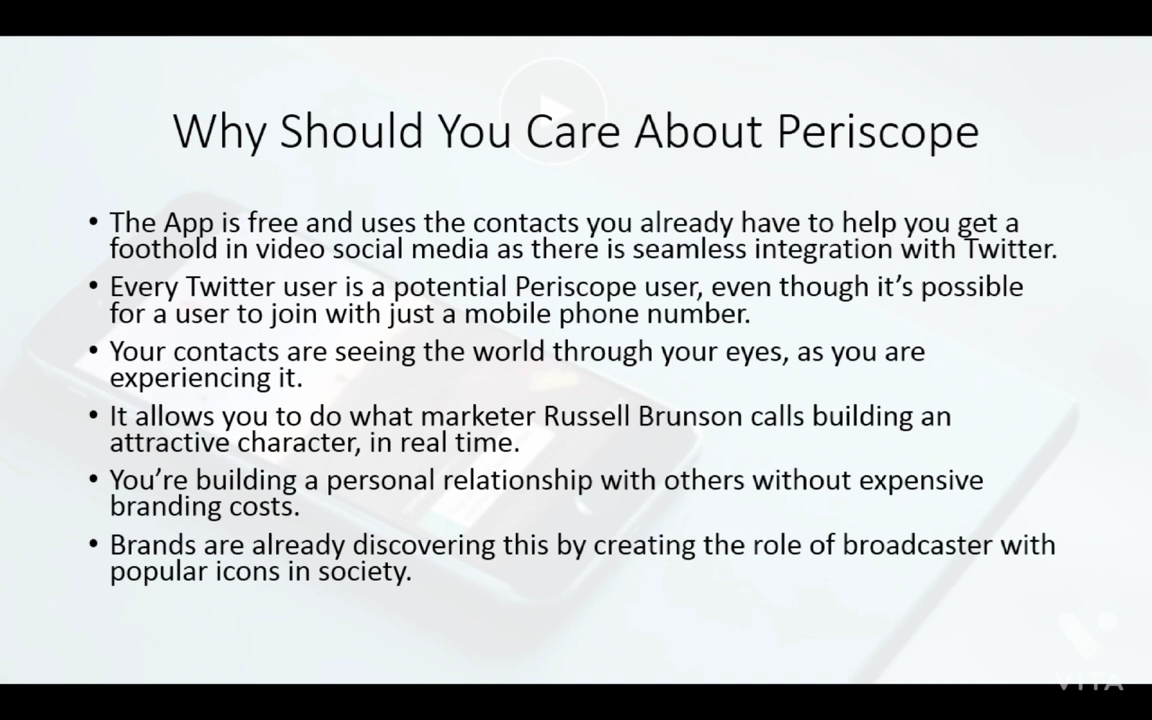 Why Should You Care About Periscope
• The App is free and uses the contacts you already have to help you get a
foothold in video social media as there is seamless integration with Twitter.
• Every Twitter user is a potential Periscope user, even though it’s possible
for a user to join with just a mobile phone number.
• Your contacts are seeing the world through your eyes, as you are
experiencing it.
• It allows you to do what marketer Russell Brunson calls building an
attractive character, in real time.
• You’re building a personal relationship with others without expensive
branding costs.
• Brands are already discovering this by creating the role of broadcaster with
popular icons in society.
VITA